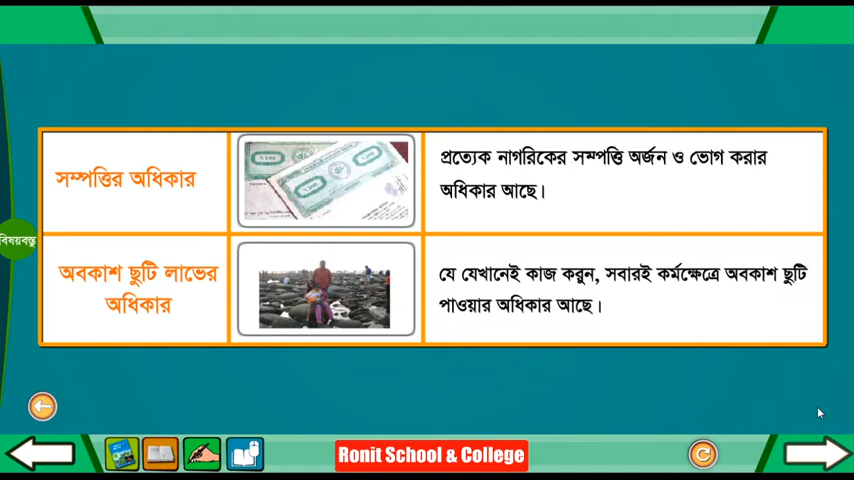 সম্পত্তির অধিকার
প্রত্যেক নাগরিকের সম্পত্তি অর্জন ও ভোগ করার
অধিকার আছে।
অবকাশ ছুটি লাভের
অধিকার
যে যেখানেই কাজ করুন, সবারই কর্মক্ষেত্রে অবকাশ ছুটি
পাওয়ার অধিকার আছে।
বিষয়বস্তু
Ronit School & College